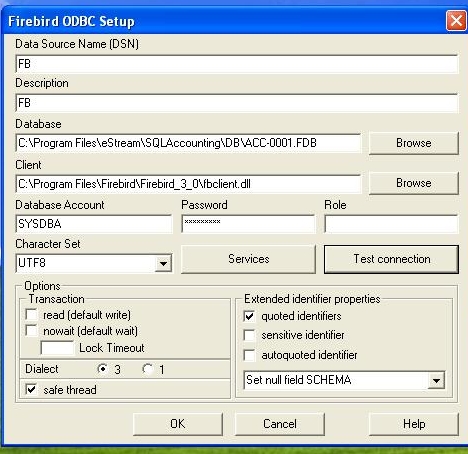 Firebird ODBC Setup
Data Source Name (DSN)
FB
Description
FB
Database
C:\Program Files\eStream\SQLAccounting\DB\ACC-0001.FDB
Browse
Client
C:\Program Files\Firebird\Firebird_3_0\fbclient.dll
Browse
Database Account Password Role
SYSDBA *********
Character Set
UTF8 Services Test connection
Options
Transaction
read (default write)
nowait (default wait)
Lock Timeout
Dialect 3 1
safe thread
Extended identifier properties
quoted identifiers
sensitive identifier
autoquoted identifier
Set null field SCHEMA
OK Cancel Help